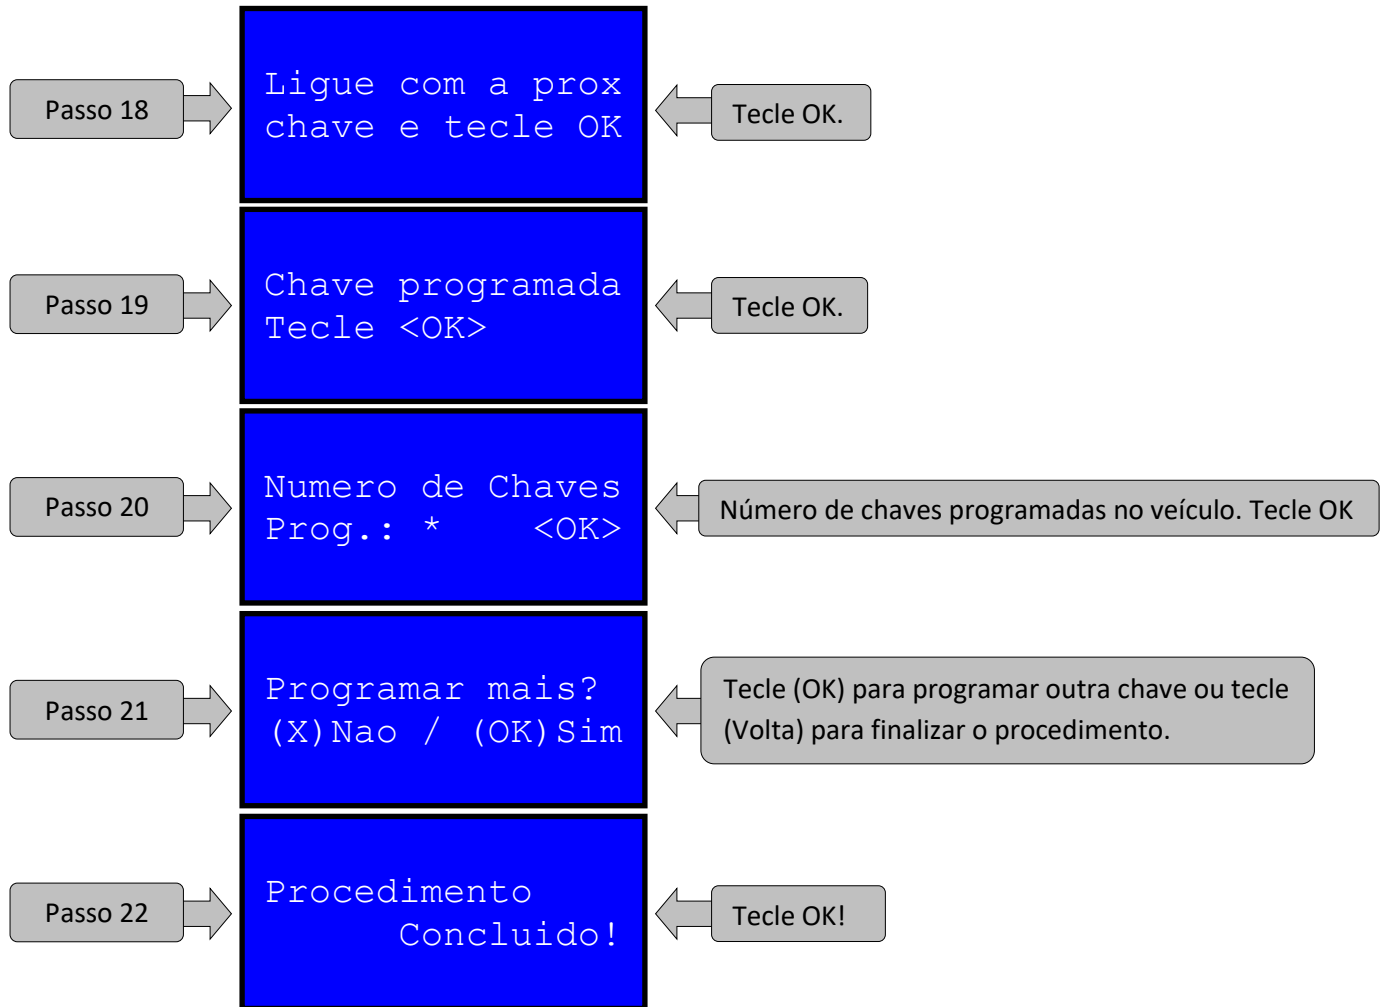 Passo 18
Ligue com a prox
chave e tecle OK
Tecle OK.
Passo 19
Chave programada
Tecle <OK>
Tecle OK.
Passo 20
Numero de Chaves
Prog.: * <OK>
Número de chaves programadas no veículo. Tecle OK
Passo 21
Programar mais?
(X)Nao / (OK)Sim
Tecle (OK) para programar outra chave ou tecle
(Volta) para finalizar o procedimento.
Passo 22
Procedimento
Concluido!
Tecle OK!